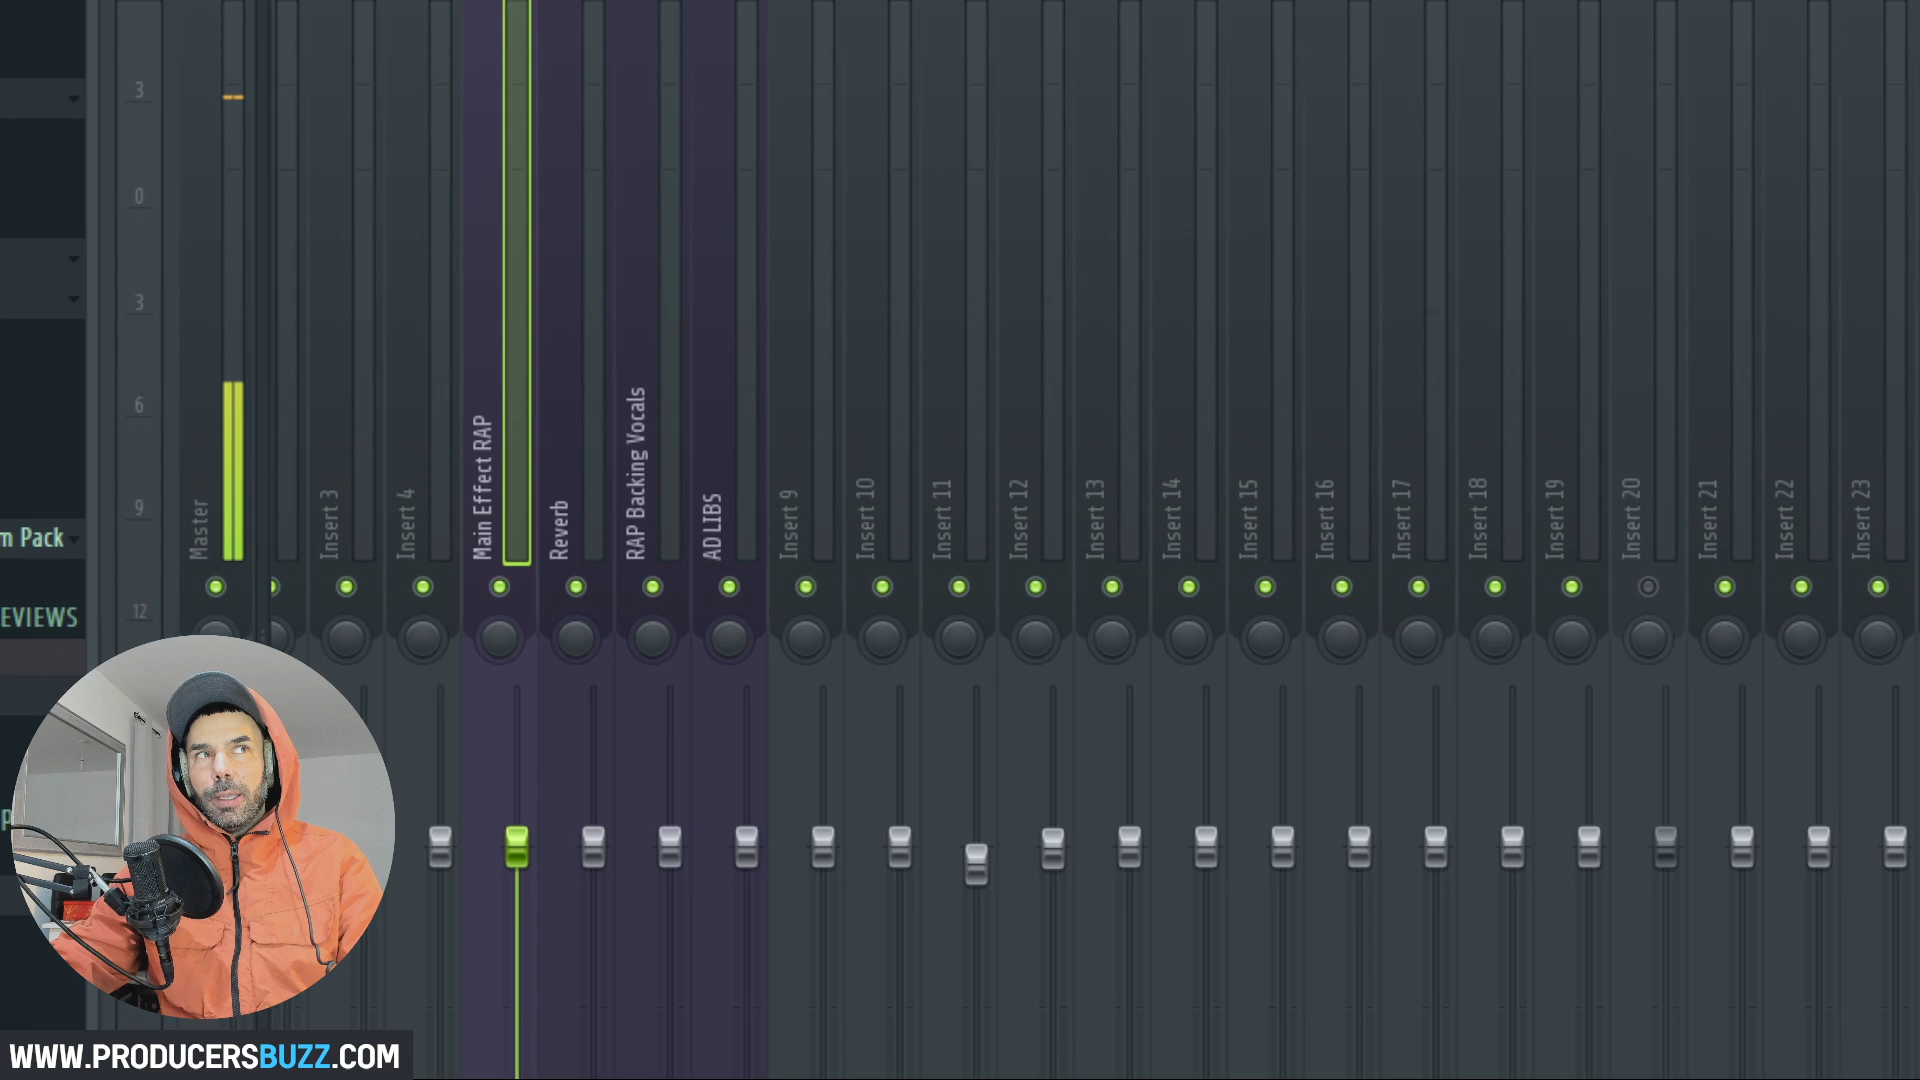 3
0
3
6
9
12
m Pack
EVIEWS
p
Master
Insert 3
Insert 4
Main Effect RAP
Reverb
RAP Backing Vocals
AD LIBS
Insert 9
Insert 10
Insert 11
Insert 12
Insert 13
Insert 14
Insert 15
Insert 16
Insert 17
Insert 18
Insert 19
Insert 20
Insert 21
Insert 22
Insert 23
WWW.PRODUCERSBUZZ.COM